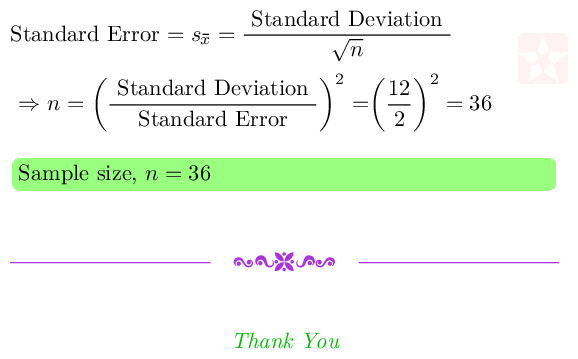 Standard Error = s_x̄ = Standard Deviation / √n
⇒ n = (Standard Deviation / Standard Error)² = (12 / 2)² = 36
Sample size, n = 36
Thank You